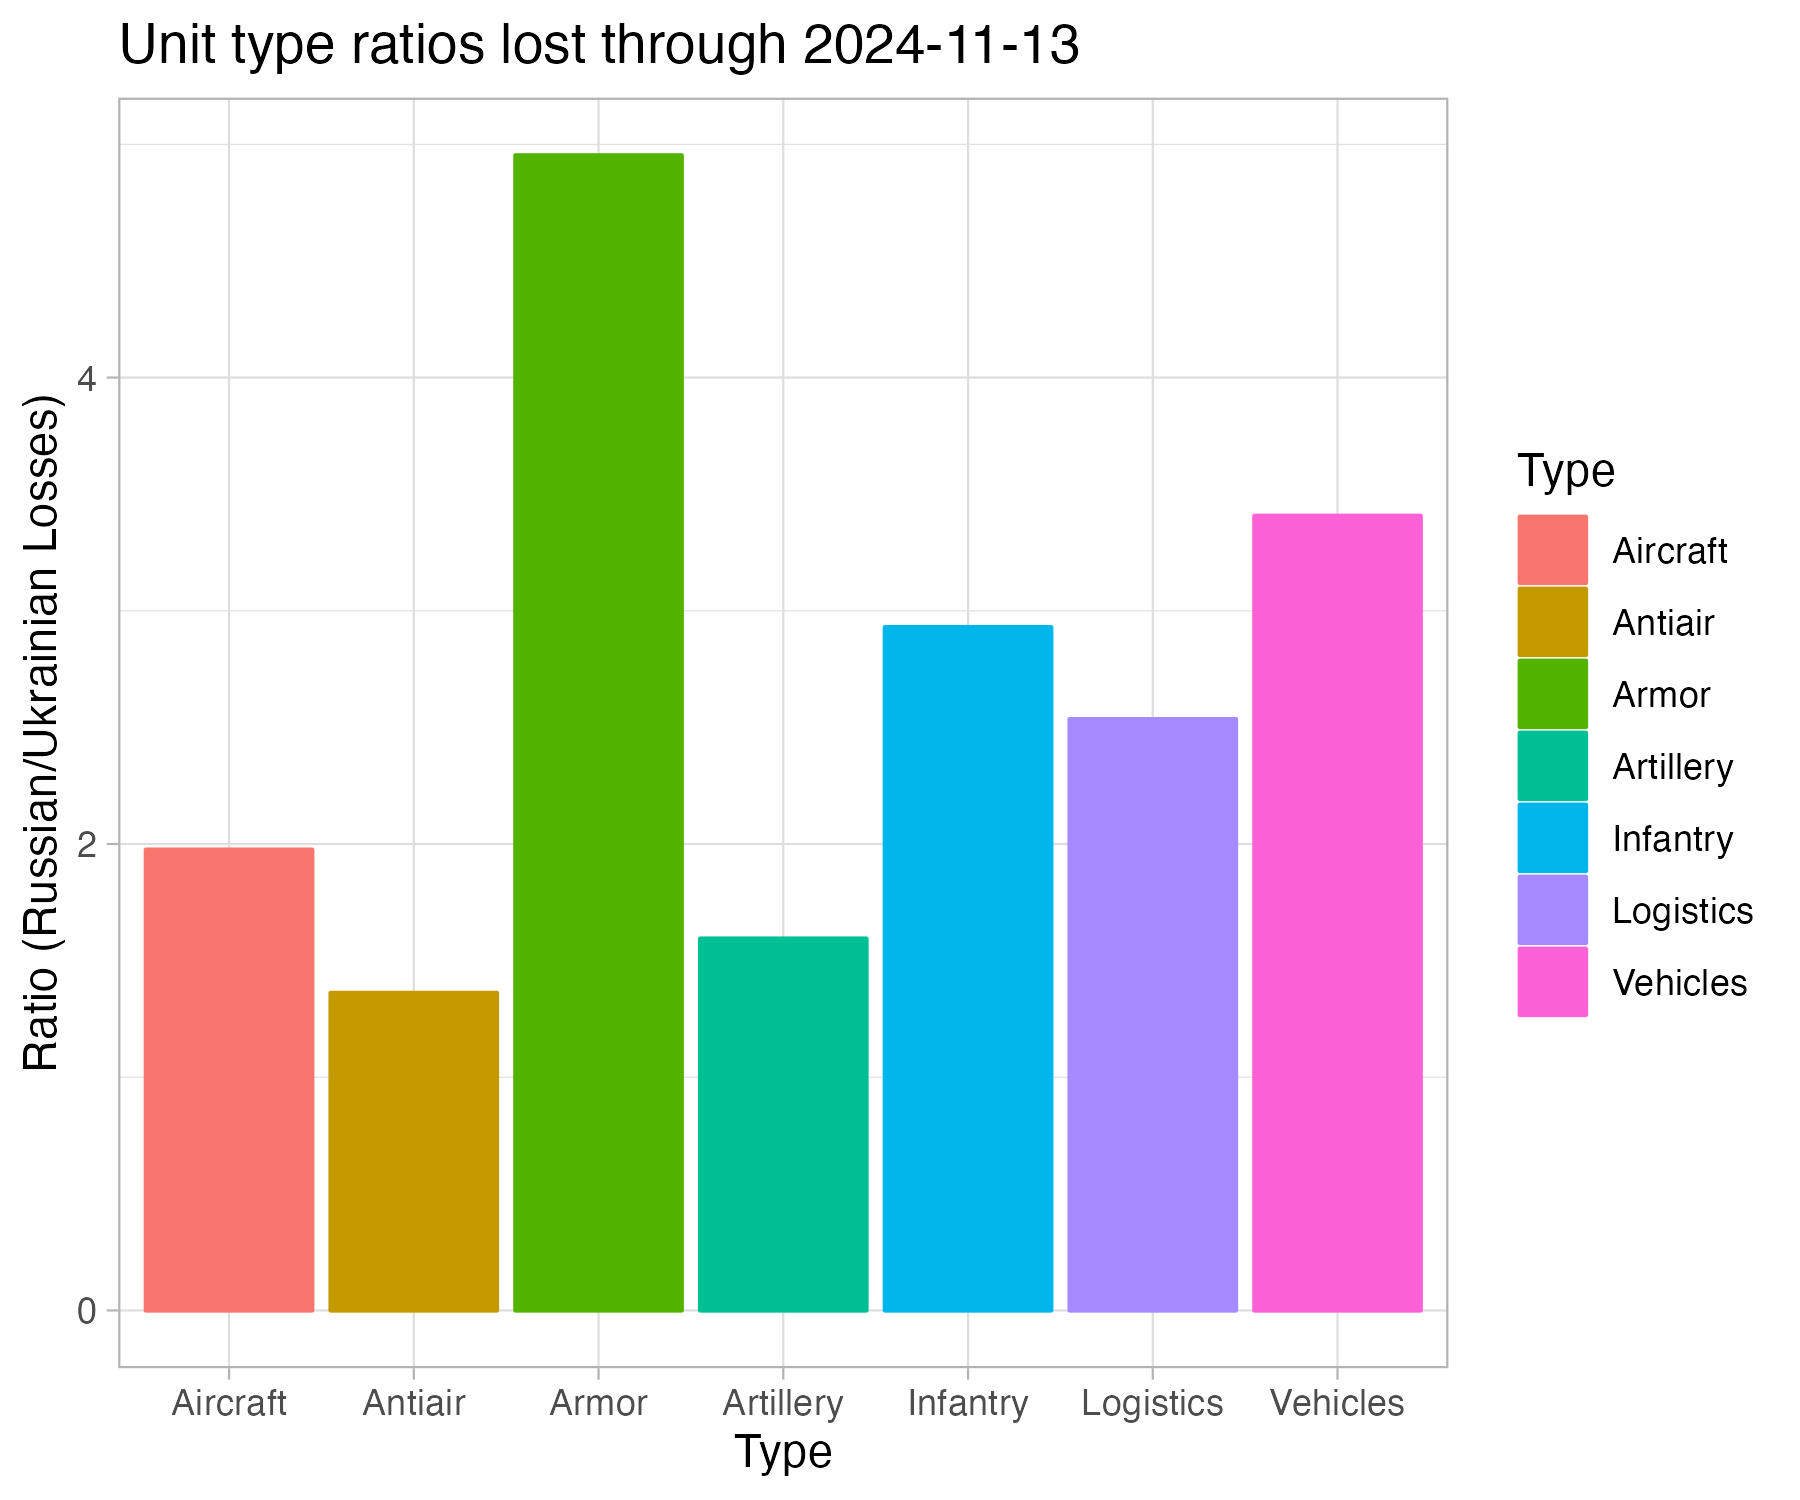 Unit type ratios lost through 2024-11-13
Ratio (Russian/Ukrainian Losses)
4
2
0
Aircraft Antiair Armor Artillery Infantry Logistics Vehicles
Type
Type
Aircraft
Antiair
Armor
Artillery
Infantry
Logistics
Vehicles